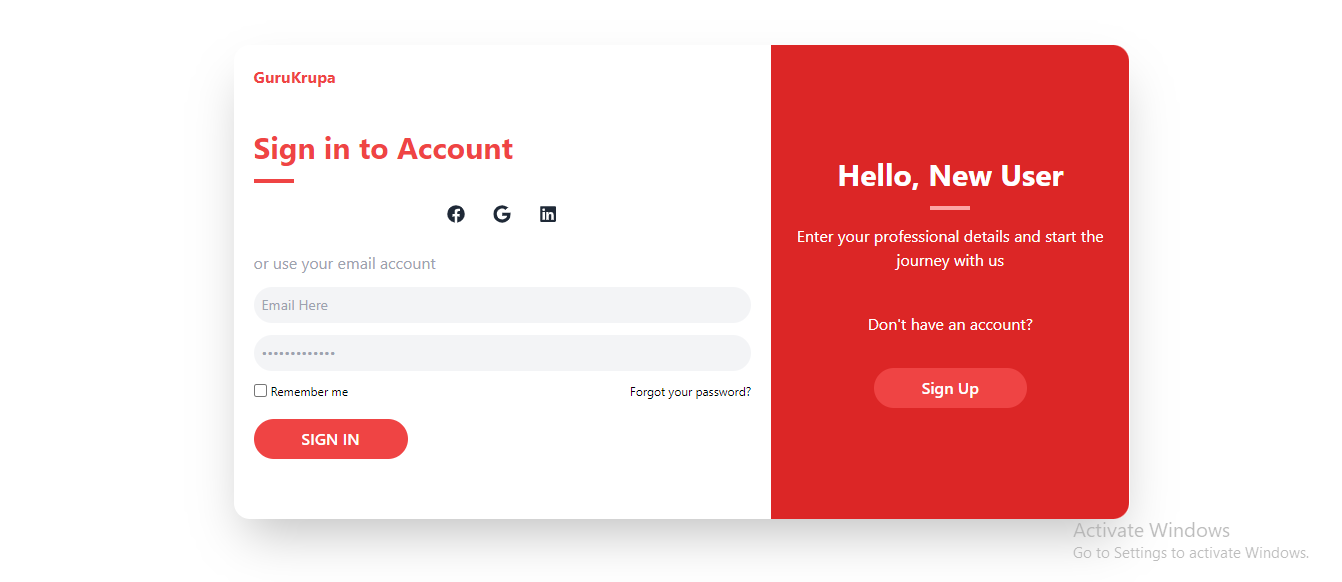 GuruKrupa
Sign in to Account
or use your email account
Email Here
•••••••••••••
Remember me
Forgot your password?
SIGN IN
Hello, New User
Enter your professional details and start the
journey with us
Don't have an account?
Sign Up
Activate Windows
Go to Settings to activate Windows.